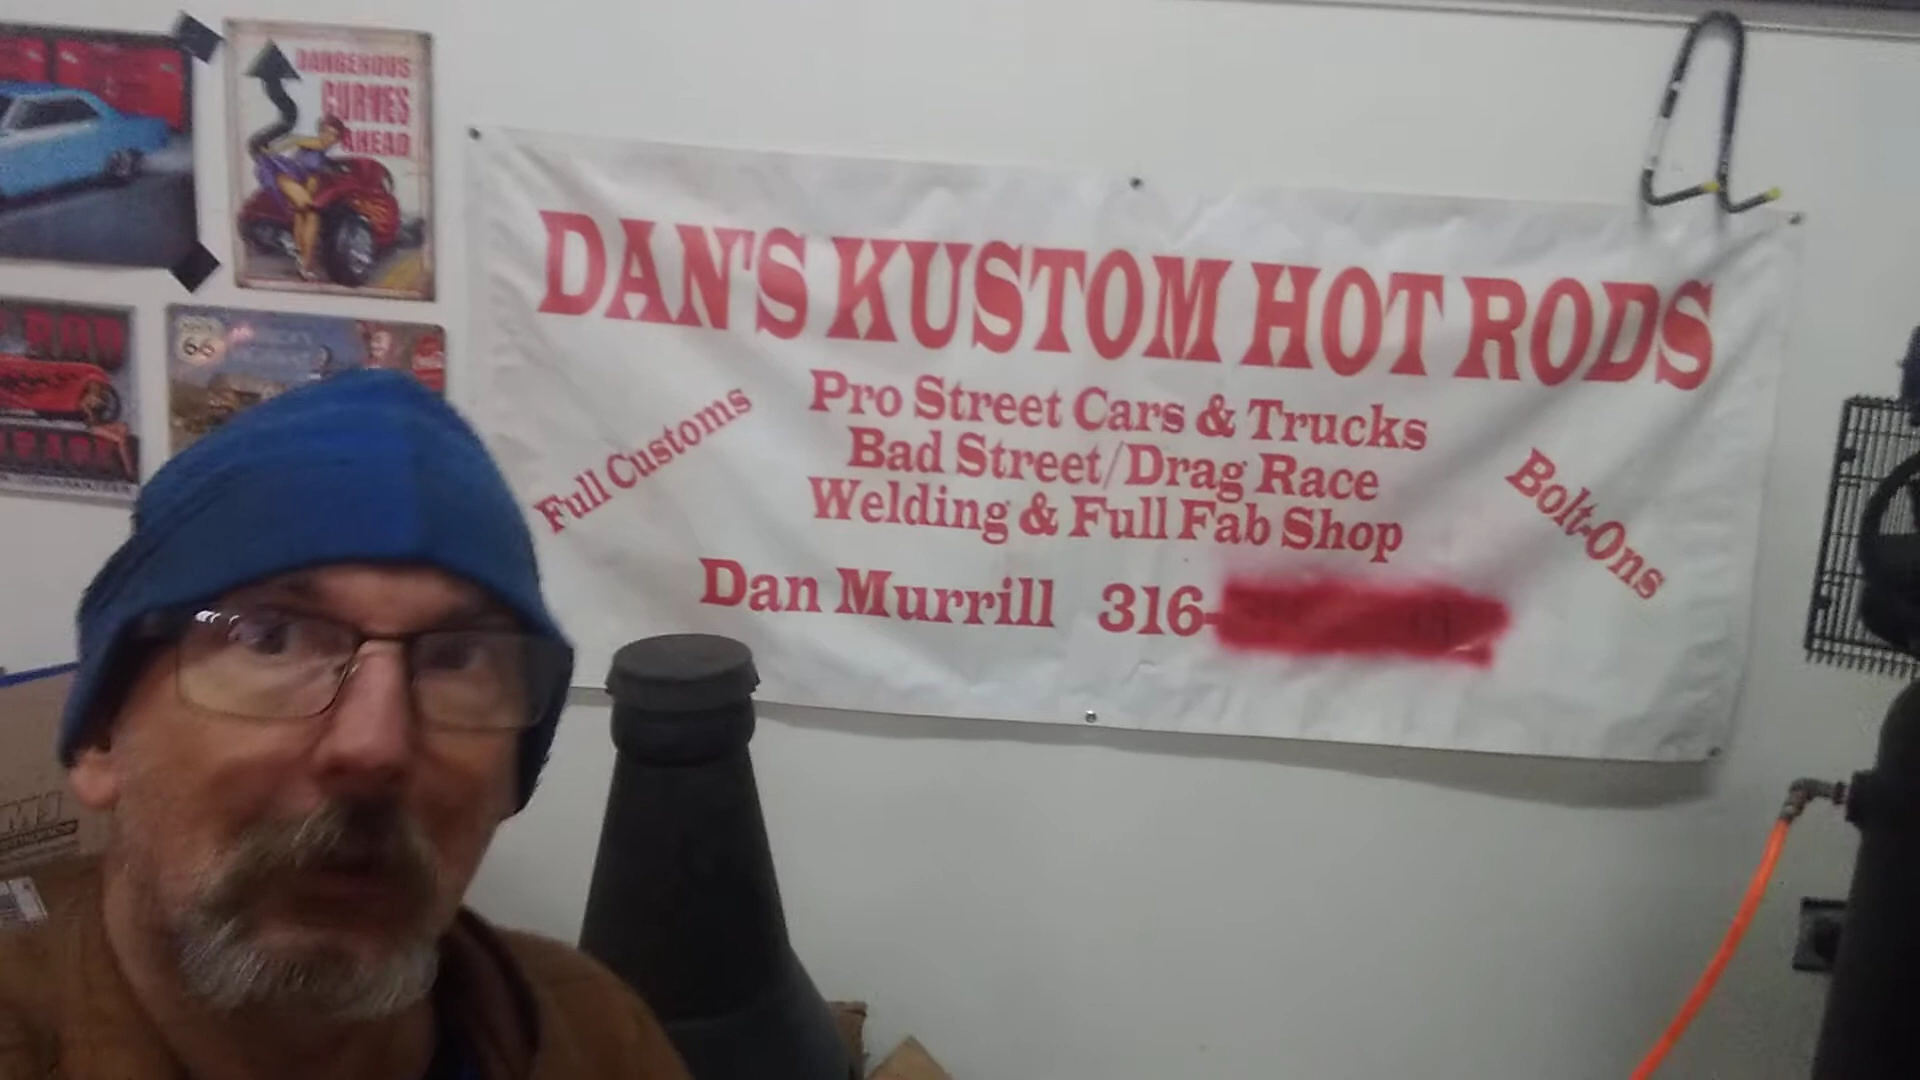 DANGEROUS
CURVES
AHEAD
66
DAN'S KUSTOM HOT RODS
Pro Street Cars & Trucks
Bad Street/Drag Race
Welding & Full Fab Shop
Full Customs
Bolt-Ons
Dan Murrill 316-